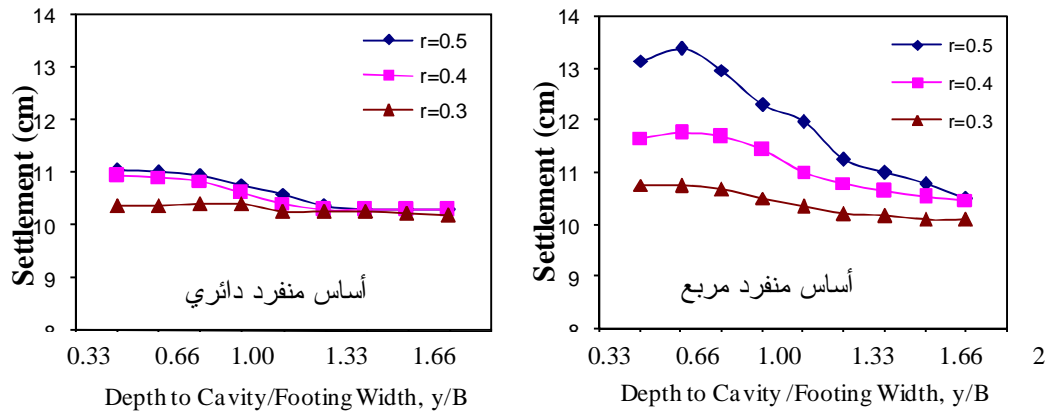 14
13
12
11
10
9
8
Settlement (cm)
r=0.5
r=0.4
r=0.3
أساس منفرد دائري
0.33 0.66 1.00 1.33 1.66
Depth to Cavity/Footing Width, y/B
14
13
12
11
10
9
8
Settlement (cm)
r=0.5
r=0.4
r=0.3
أساس منفرد مربع
0.33 0.66 1.00 1.33 1.66 2
Depth to Cavity/Footing Width, y/B